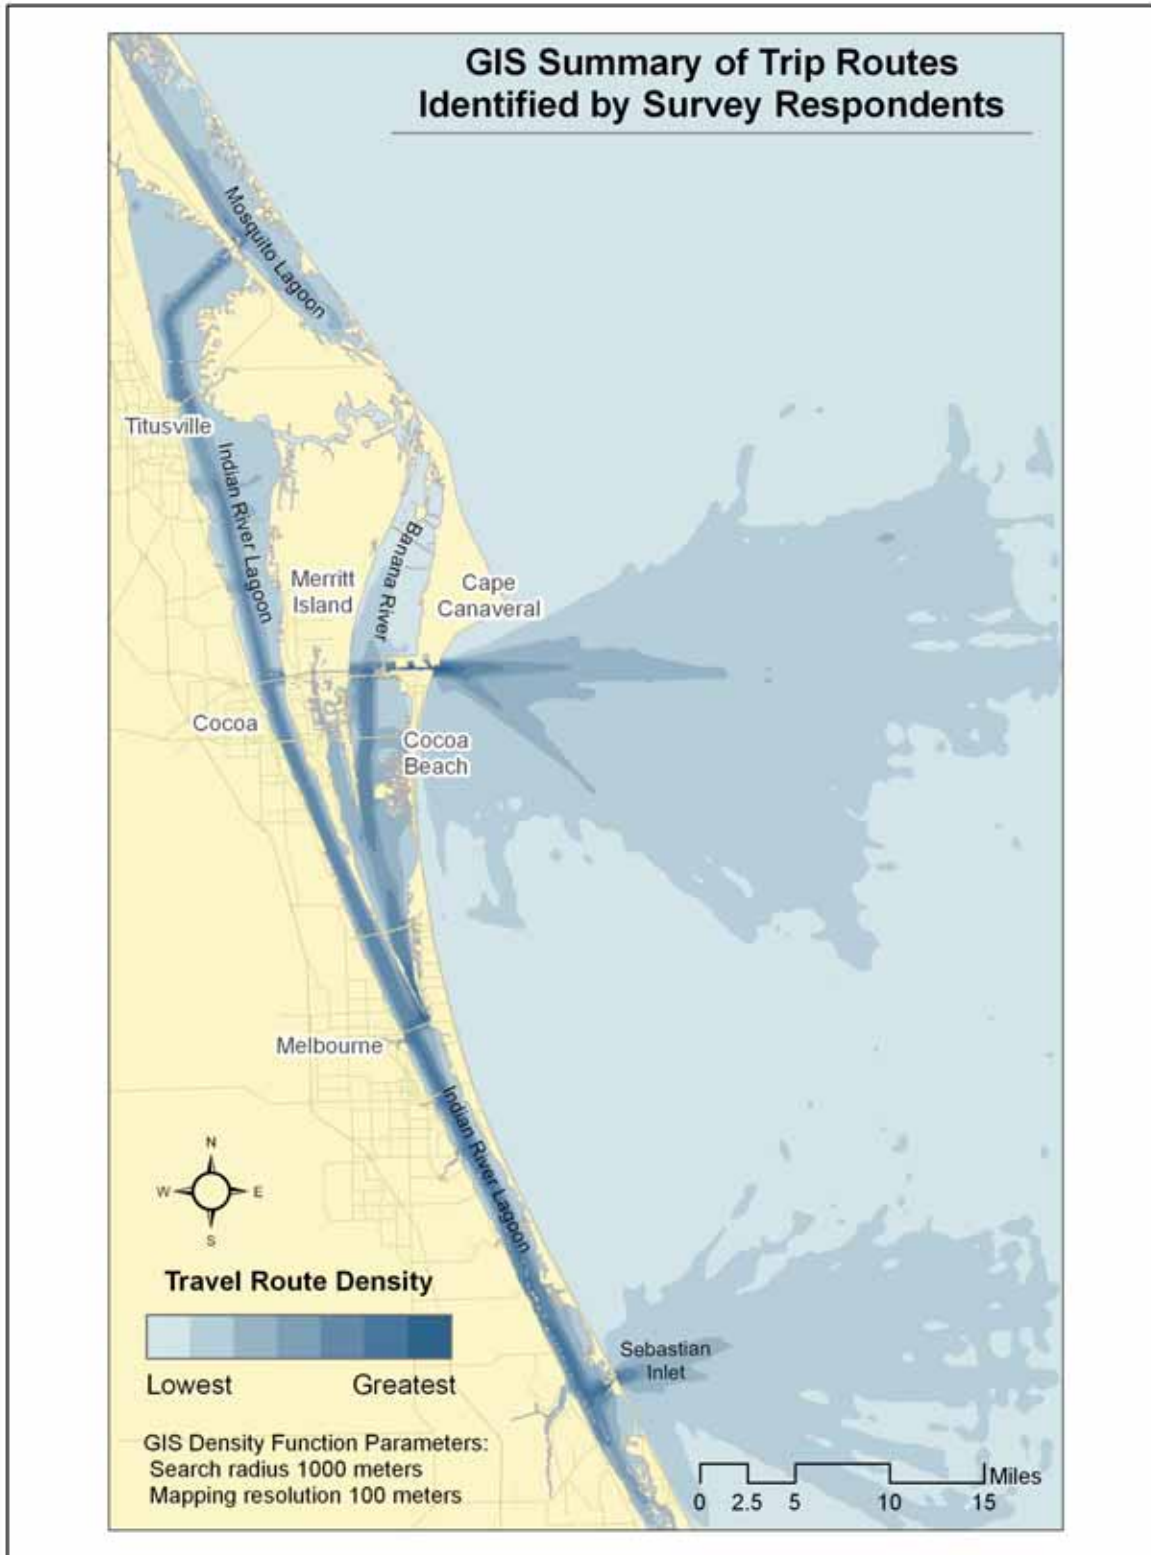 GIS Summary of Trip Routes
Identified by Survey Respondents
Mosquito Lagoon
Titusville
Indian River Lagoon
Banana River
Merritt
Island
Cape
Canaveral
Cocoa
Cocoa
Beach
Melbourne
Indian River Lagoon
N
W
E
S
Travel Route Density
Lowest
Greatest
Sebastian
Inlet
GIS Density Function Parameters:
Search radius 1000 meters
Mapping resolution 100 meters
Miles
0 2.5 5 10 15